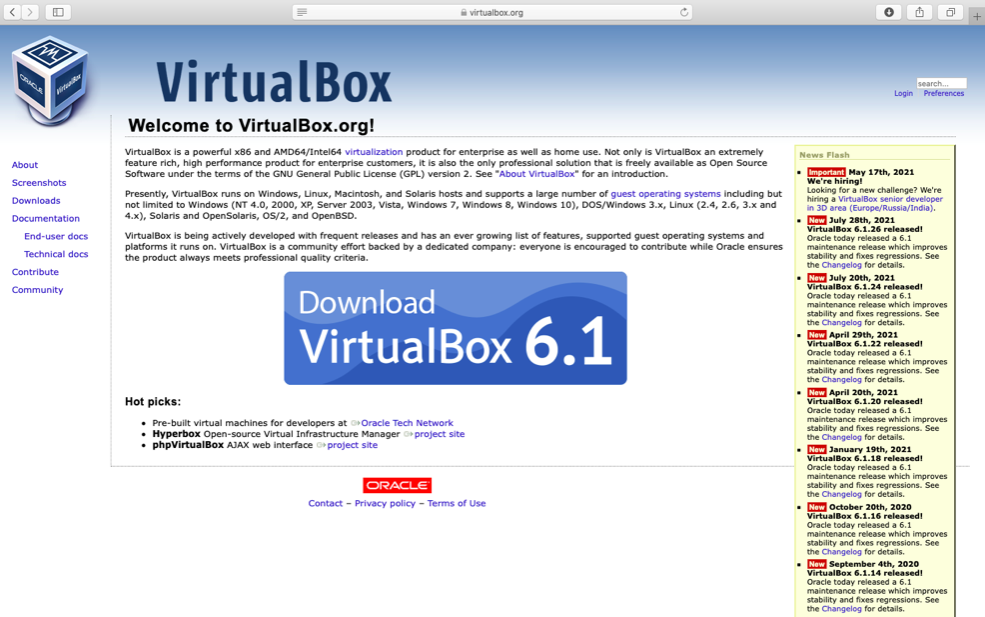 virtualbox.org
ORACLE
VM
VirtualBox
VirtualBox
search...
Login Preferences
Welcome to VirtualBox.org!
About
Screenshots
Downloads
Documentation
End-user docs
Technical docs
Contribute
Community
VirtualBox is a powerful x86 and AMD64/Intel64 virtualization product for enterprise as well as home use. Not only is VirtualBox an extremely
feature rich, high performance product for enterprise customers, it is also the only professional solution that is freely available as Open Source
Software under the terms of the GNU General Public License (GPL) version 2. See "About VirtualBox" for an introduction.
Presently, VirtualBox runs on Windows, Linux, Macintosh, and Solaris hosts and supports a large number of guest operating systems including but
not limited to Windows (NT 4.0, 2000, XP, Server 2003, Vista, Windows 7, Windows 8, Windows 10), DOS/Windows 3.x, Linux (2.4, 2.6, 3.x and
4.x), Solaris and OpenSolaris, OS/2, and OpenBSD.
VirtualBox is being actively developed with frequent releases and has an ever growing list of features, supported guest operating systems and
platforms it runs on. VirtualBox is a community effort backed by a dedicated company: everyone is encouraged to contribute while Oracle ensures
the product always meets professional quality criteria.
Download
VirtualBox 6.1
Hot picks:
• Pre-built virtual machines for developers at Oracle Tech Network
• Hyperbox Open-source Virtual Infrastructure Manager project site
• phpVirtualBox AJAX web interface project site
ORACLE
Contact – Privacy policy – Terms of Use
News Flash
Important May 17th, 2021
We're hiring!
Looking for a new challenge? We're
hiring a VirtualBox senior developer
in 3D area (Europe/Russia/India).
New July 28th, 2021
VirtualBox 6.1.26 released!
Oracle today released a 6.1
maintenance release which improves
stability and fixes regressions. See
the Changelog for details.
New July 20th, 2021
VirtualBox 6.1.24 released!
Oracle today released a 6.1
maintenance release which improves
stability and fixes regressions. See
the Changelog for details.
New April 29th, 2021
VirtualBox 6.1.22 released!
Oracle today released a 6.1
maintenance release which improves
stability and fixes regressions. See
the Changelog for details.
New April 20th, 2021
VirtualBox 6.1.20 released!
Oracle today released a 6.1
maintenance release which improves
stability and fixes regressions. See
the Changelog for details.
New January 19th, 2021
VirtualBox 6.1.18 released!
Oracle today released a 6.1
maintenance release which improves
stability and fixes regressions. See
the Changelog for details.
New October 20th, 2020
VirtualBox 6.1.16 released!
Oracle today released a 6.1
maintenance release which improves
stability and fixes regressions. See
the Changelog for details.
New September 4th, 2020
VirtualBox 6.1.14 released!
Oracle today released a 6.1
maintenance release which improves
stability and fixes regressions. See
the Changelog for details.